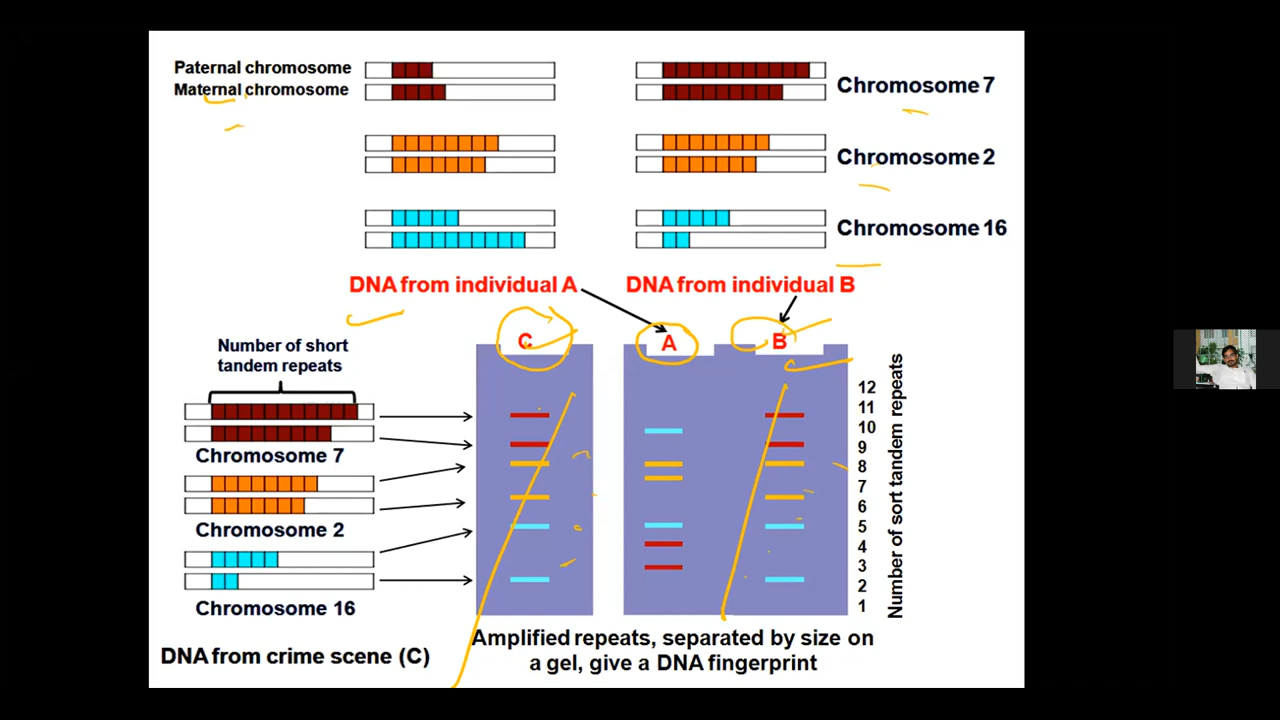 Paternal chromosome
Maternal chromosome
Chromosome 7
Chromosome 2
Chromosome 16
DNA from individual A
DNA from individual B
C
A
B
Number of short
tandem repeats
Chromosome 7
Chromosome 2
Chromosome 16
DNA from crime scene (C)
12
11
10
9
8
7
6
5
4
3
2
1
Number of sort tandem repeats
Amplified repeats, separated by size on
a gel, give a DNA fingerprint